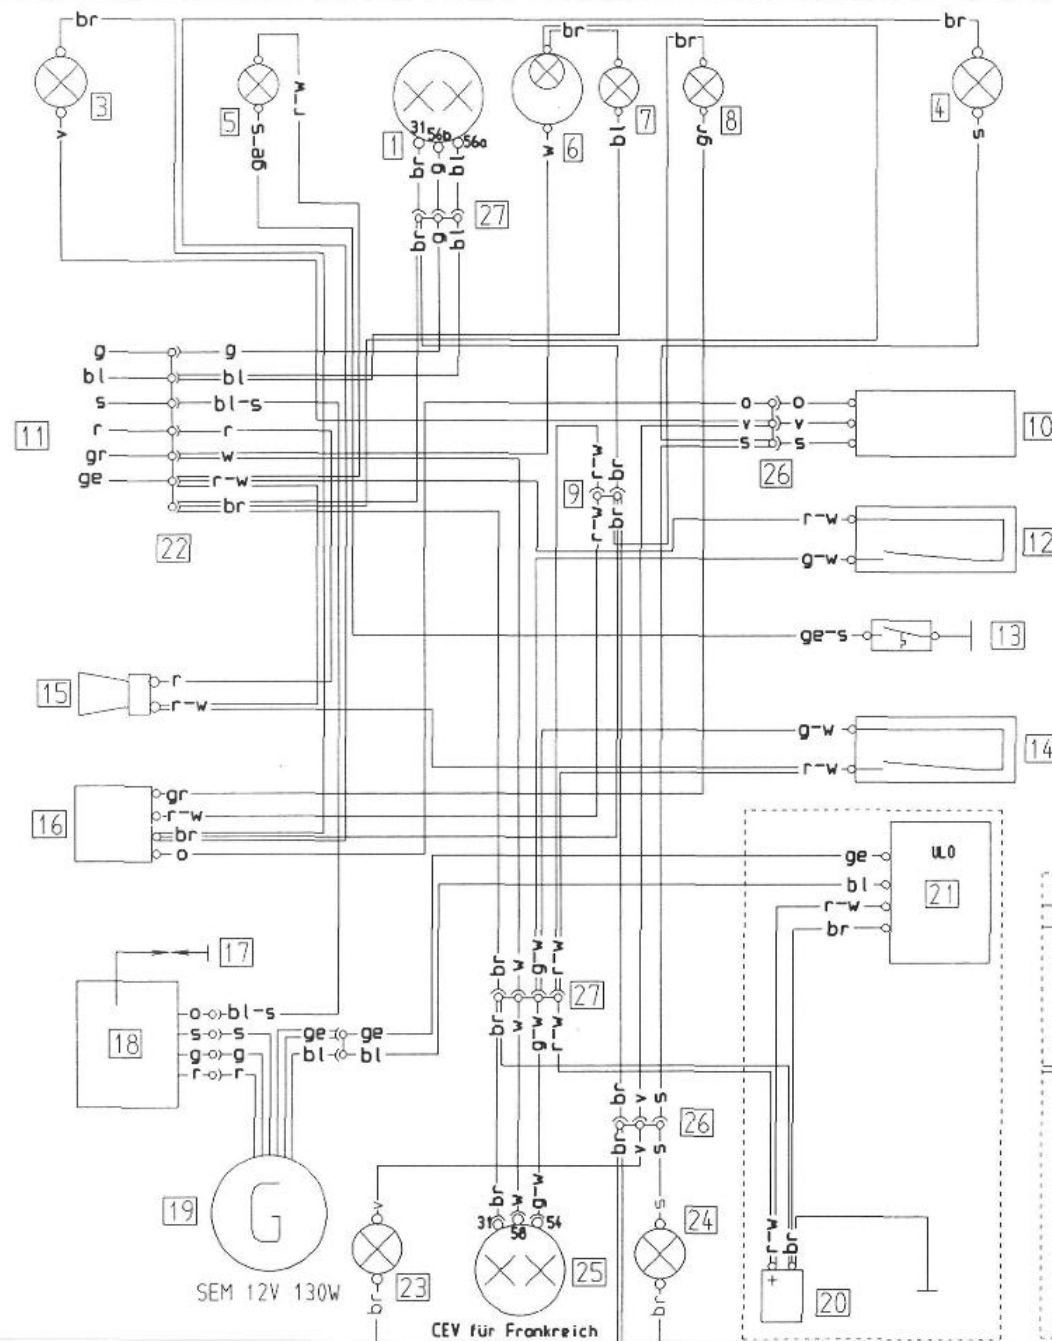 br
br
br
br
br
3
5
r-w
1
31
56b
56a
6
7
8
4
v
ge-s
br
g
bl
w
bl
gr
s
27
br
g
bl
g
g
bl
bl
s
bl-s
11
r
r
gr
w
ge
r-w
br
22
9
r-w
br
r-w
br
o
o
v
v
s
s
10
26
r-w
g-w
12
ge-s
13
15
r
r-w
g-w
r-w
14
16
gr
r-w
br
o
ge
bl
r-w
br
ULO
21
17
18
o
bl-s
s
s
g
g
r
r
ge
ge
bl
bl
br
w
g-w
r-w
27
br
w
g-w
r-w
br
v
s
26
br
v
s
19
G
SEM 12V 130W
v
23
br
br
w
g-w
31
58
54
25
CEV für Frankreich
s
24
br
r-w
br
+
20